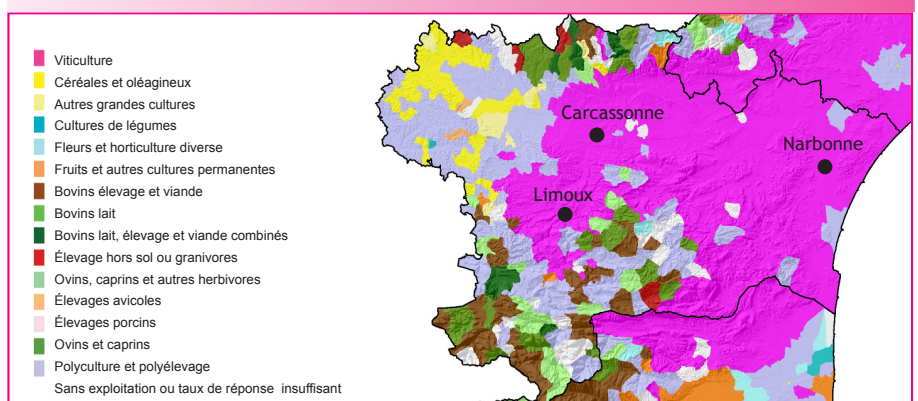 Viticulture
Céréales et oléagineux
Autres grandes cultures
Cultures de légumes
Fleurs et horticulture diverse
Fruits et autres cultures permanentes
Bovins élevage et viande
Bovins lait
Bovins lait, élevage et viande combinés
Élevage hors sol ou granivores
Ovins, caprins et autres herbivores
Élevages avicoles
Élevages porcins
Ovins et caprins
Polyculture et polyélevage
Sans exploitation ou taux de réponse insuffisant
Carcassonne
Narbonne
Limoux